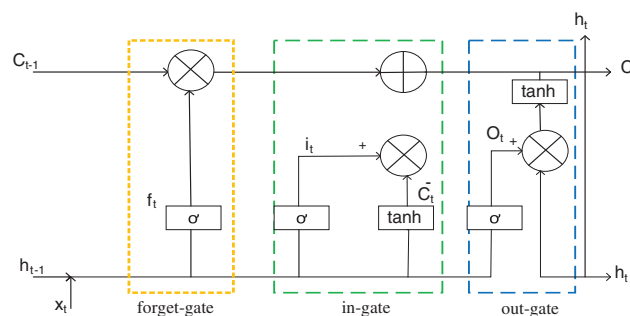 h_t
C_{t-1}
C
tanh
i_t
+
O_t
+
f_t
C̄_t
σ
σ
tanh
σ
h_{t-1}
h_t
x_t
forget-gate
in-gate
out-gate